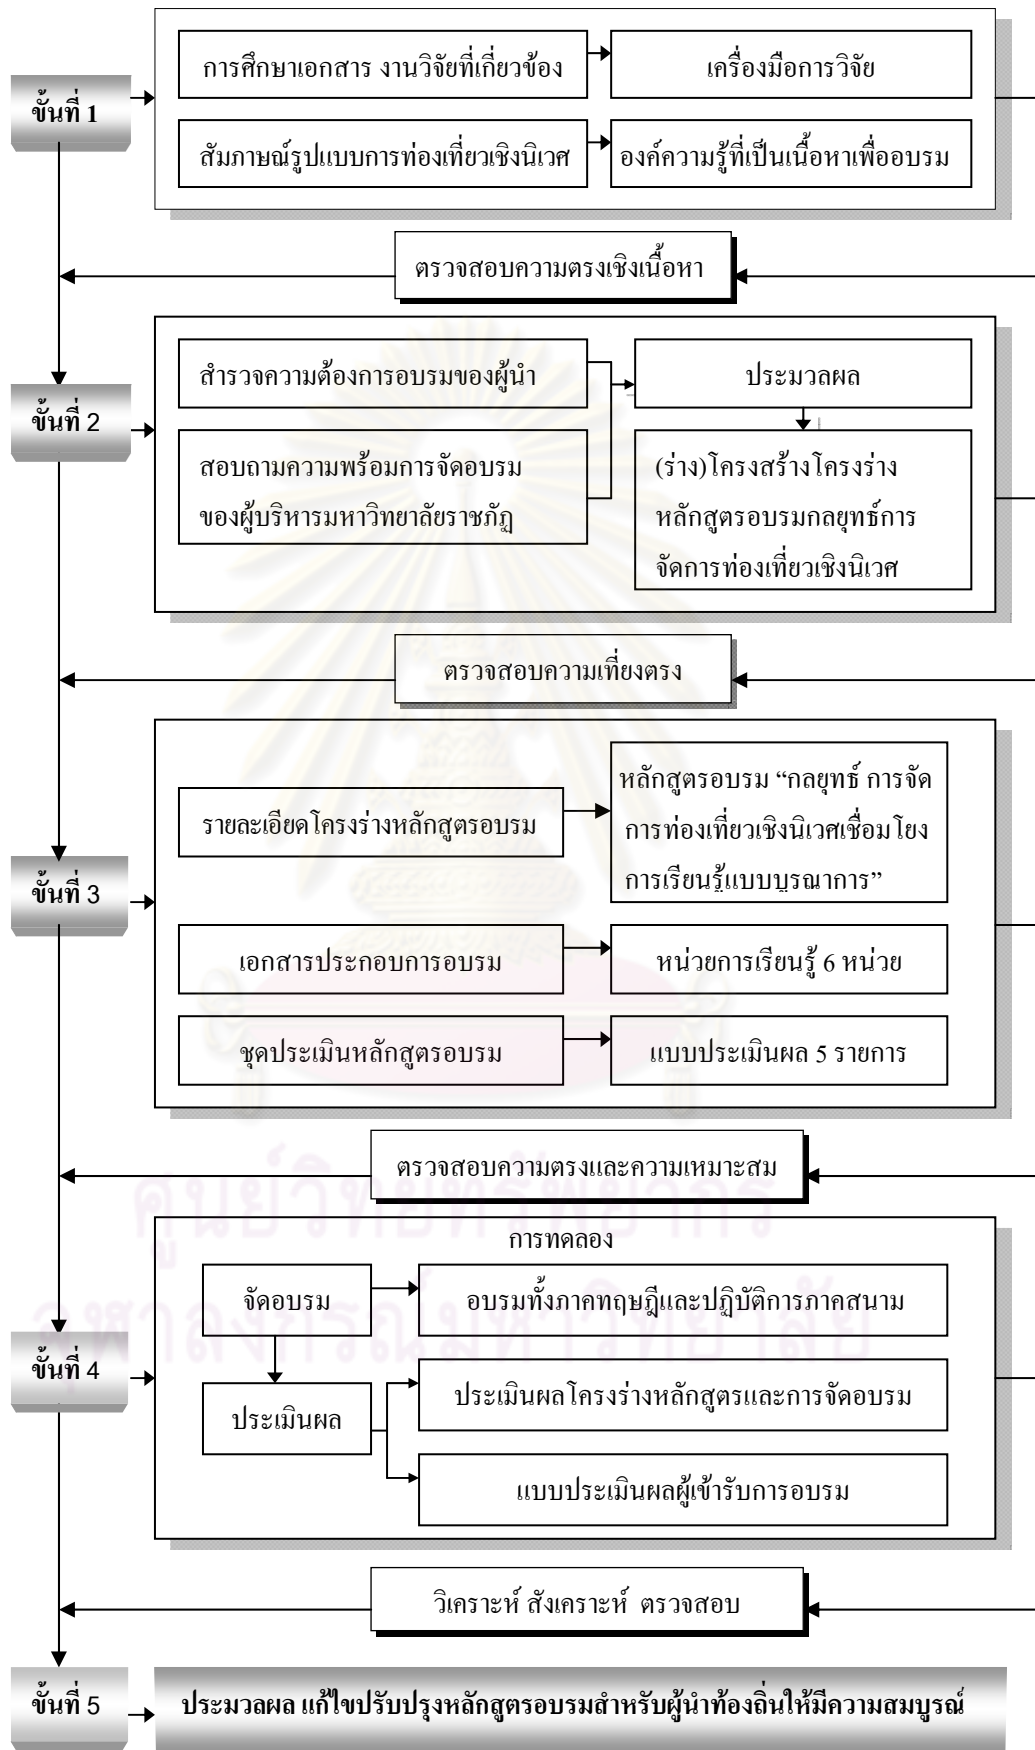 การศึกษาเอกสาร งานวิจัยที่เกี่ยวข้อง
เครื่องมือการวิจัย
ขั้นที่ 1
สัมภาษณ์รูปแบบการท่องเที่ยวเชิงนิเวศ
องค์ความรู้ที่เป็นเนื้อหาเพื่ออบรม
ตรวจสอบความตรงเชิงเนื้อหา
สำรวจความต้องการอบรมของผู้นำ
ประมวลผล
ขั้นที่ 2
สอบถามความพร้อมการจัดอบรม
ของผู้บริหารมหาวิทยาลัยราชภัฏ
(ร่าง)โครงสร้างโครงร่าง
หลักสูตรอบรมกลยุทธ์การ
จัดการท่องเที่ยวเชิงนิเวศ
ตรวจสอบความเที่ยงตรง
รายละเอียดโครงร่างหลักสูตรอบรม
หลักสูตรอบรม “กลยุทธ์ การจัด
การท่องเที่ยวเชิงนิเวศเชื่อมโยง
การเรียนรู้แบบบูรณาการ”
ขั้นที่ 3
เอกสารประกอบการอบรม
หน่วยการเรียนรู้ 6 หน่วย
ชุดประเมินหลักสูตรอบรม
แบบประเมินผล 5 รายการ
ตรวจสอบความตรงและความเหมาะสม
ศูนย์วิทยทรัพยากร
จุฬาลงกรณ์มหาวิทยาลัย
การทดลอง
จัดอบรม
อบรมทั้งภาคทฤษฎีและปฏิบัติการภาคสนาม
ขั้นที่ 4
ประเมินผล
ประเมินผลโครงร่างหลักสูตรและการจัดอบรม
แบบประเมินผลผู้เข้ารับการอบรม
วิเคราะห์ สังเคราะห์ ตรวจสอบ
ขั้นที่ 5
ประมวลผล แก้ไขปรับปรุงหลักสูตรอบรมสำหรับผู้นำท้องถิ่นให้มีความสมบูรณ์